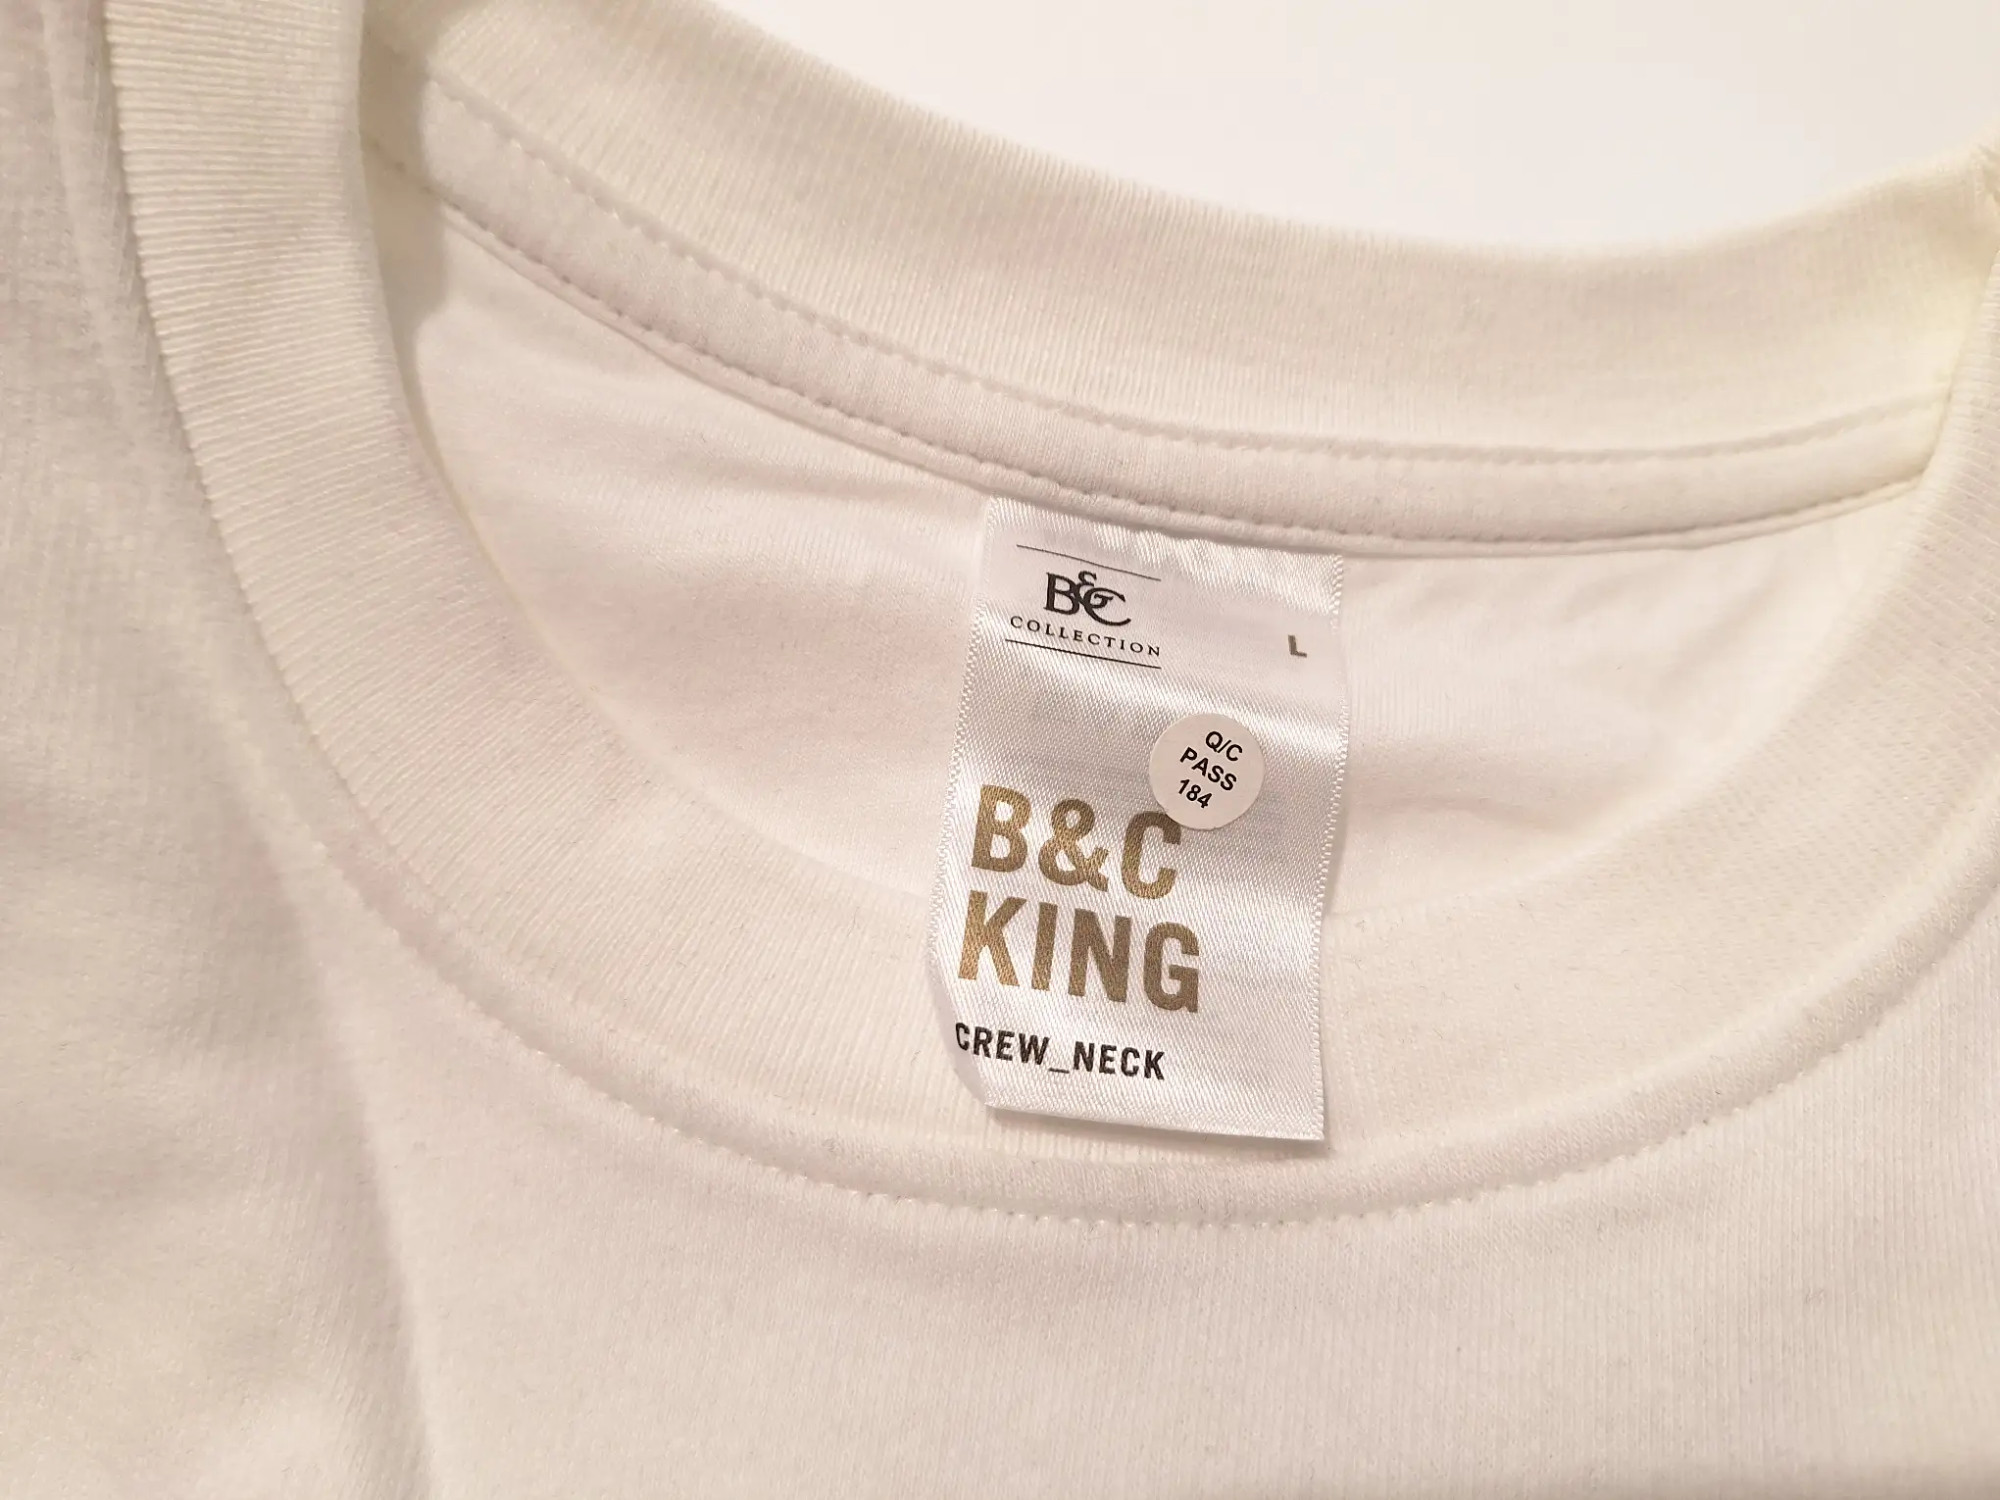 B&C
COLLECTION
L
Q/C
PASS
184
B&C
KING
CREW_NECK